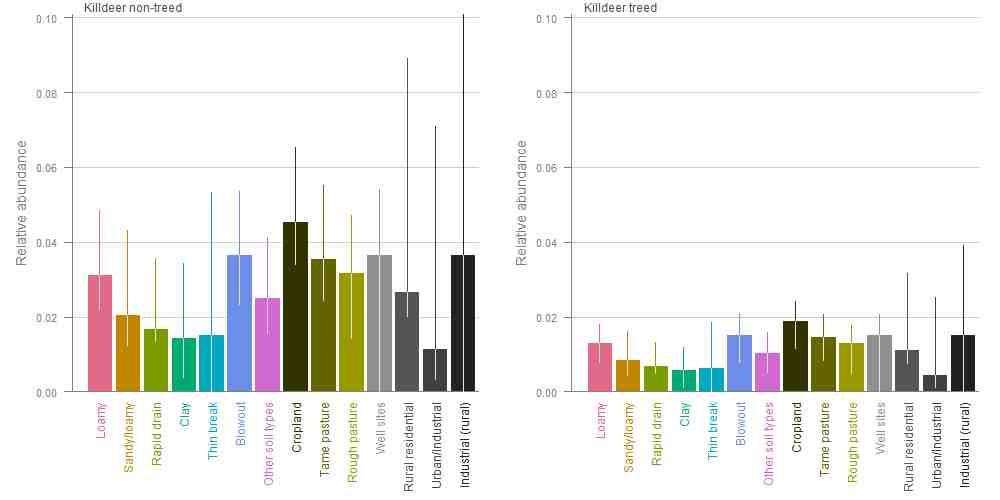 Killdeer non-treed
0.10
0.08
0.06
0.04
0.02
0.00
Relative abundance
Loamy
Sandy/loamy
Rapid drain
Clay
Thin break
Blowout
Other soil types
Cropland
Tame pasture
Rough pasture
Well sites
Rural residential
Urban/Industrial
Industrial (rural)
Killdeer treed
0.10
0.08
0.06
0.04
0.02
0.00
Relative abundance
Loamy
Sandy/loamy
Rapid drain
Clay
Thin break
Blowout
Other soil types
Cropland
Tame pasture
Rough pasture
Well sites
Rural residential
Urban/Industrial
Industrial (rural)